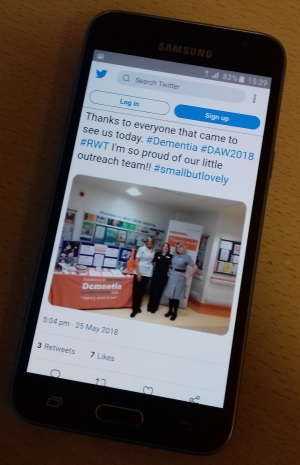 SAMSUNG
83% 15:39
Search Twitter
Log in
Sign up
Thanks to everyone that came to
see us today. #Dementia #DAW2018
#RWT I'm so proud of our little
outreach team!! #smallbutlovely
Dementia
5:04 pm · 25 May 2018
3 Retweets 7 Likes